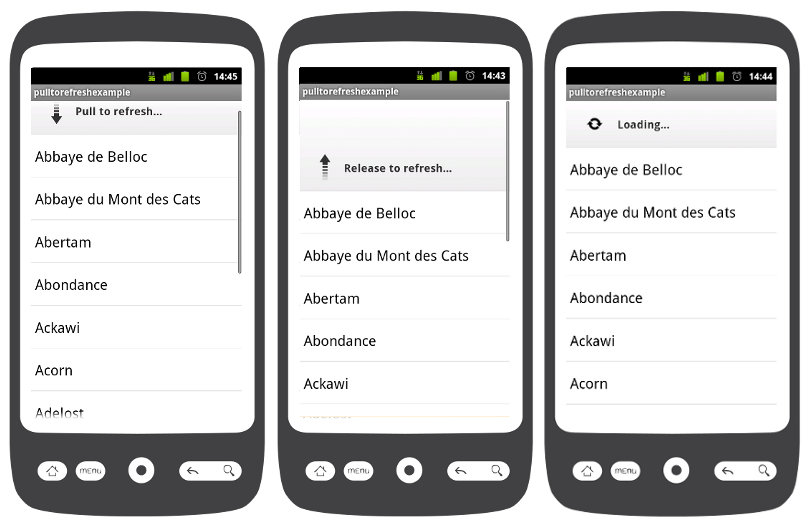 14:45
pulltorefreshexample
Pull to refresh...
Abbaye de Belloc
Abbaye du Mont des Cats
Abertam
Abondance
Ackawi
Acorn
Adelost
MENU
14:43
pulltorefreshexample
Release to refresh...
Abbaye de Belloc
Abbaye du Mont des Cats
Abertam
Abondance
Ackawi
MENU
14:44
pulltorefreshexample
Loading...
Abbaye de Belloc
Abbaye du Mont des Cats
Abertam
Abondance
Ackawi
Acorn
MENU